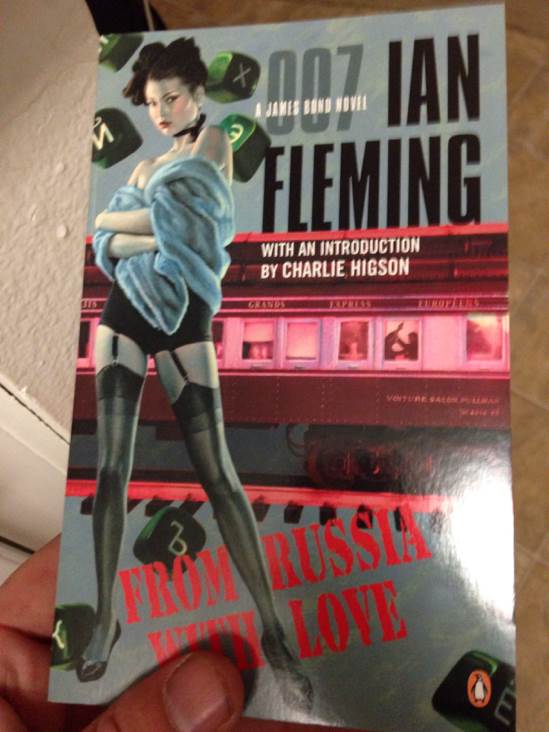 007
A JAMES BOND NOVEL
IAN
FLEMING
WITH AN INTRODUCTION
BY CHARLIE HIGSON
GRANDS EXPRESS EUROPÉENS
VOITURE SALON PULLMAN
FROM RUSSIA
WITH LOVE
X
M